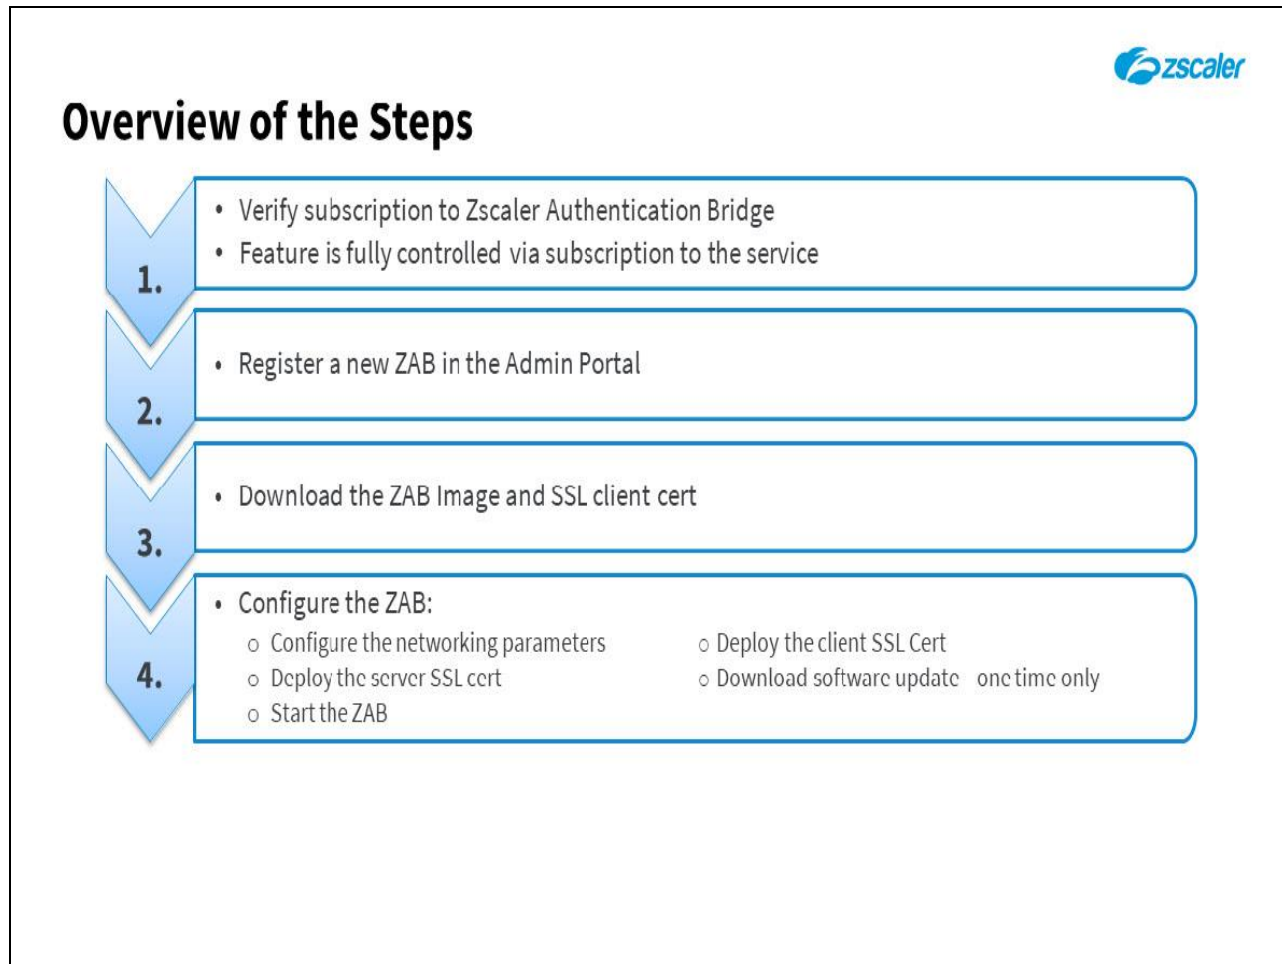 zscaler
Overview of the Steps
1.
• Verify subscription to Zscaler Authentication Bridge
• Feature is fully controlled via subscription to the service
2.
• Register a new ZAB in the Admin Portal
3.
• Download the ZAB Image and SSL client cert
4.
• Configure the ZAB:
o Configure the networking parameters
o Deploy the server SSL cert
o Start the ZAB
o Deploy the client SSL Cert
o Download software update one time only